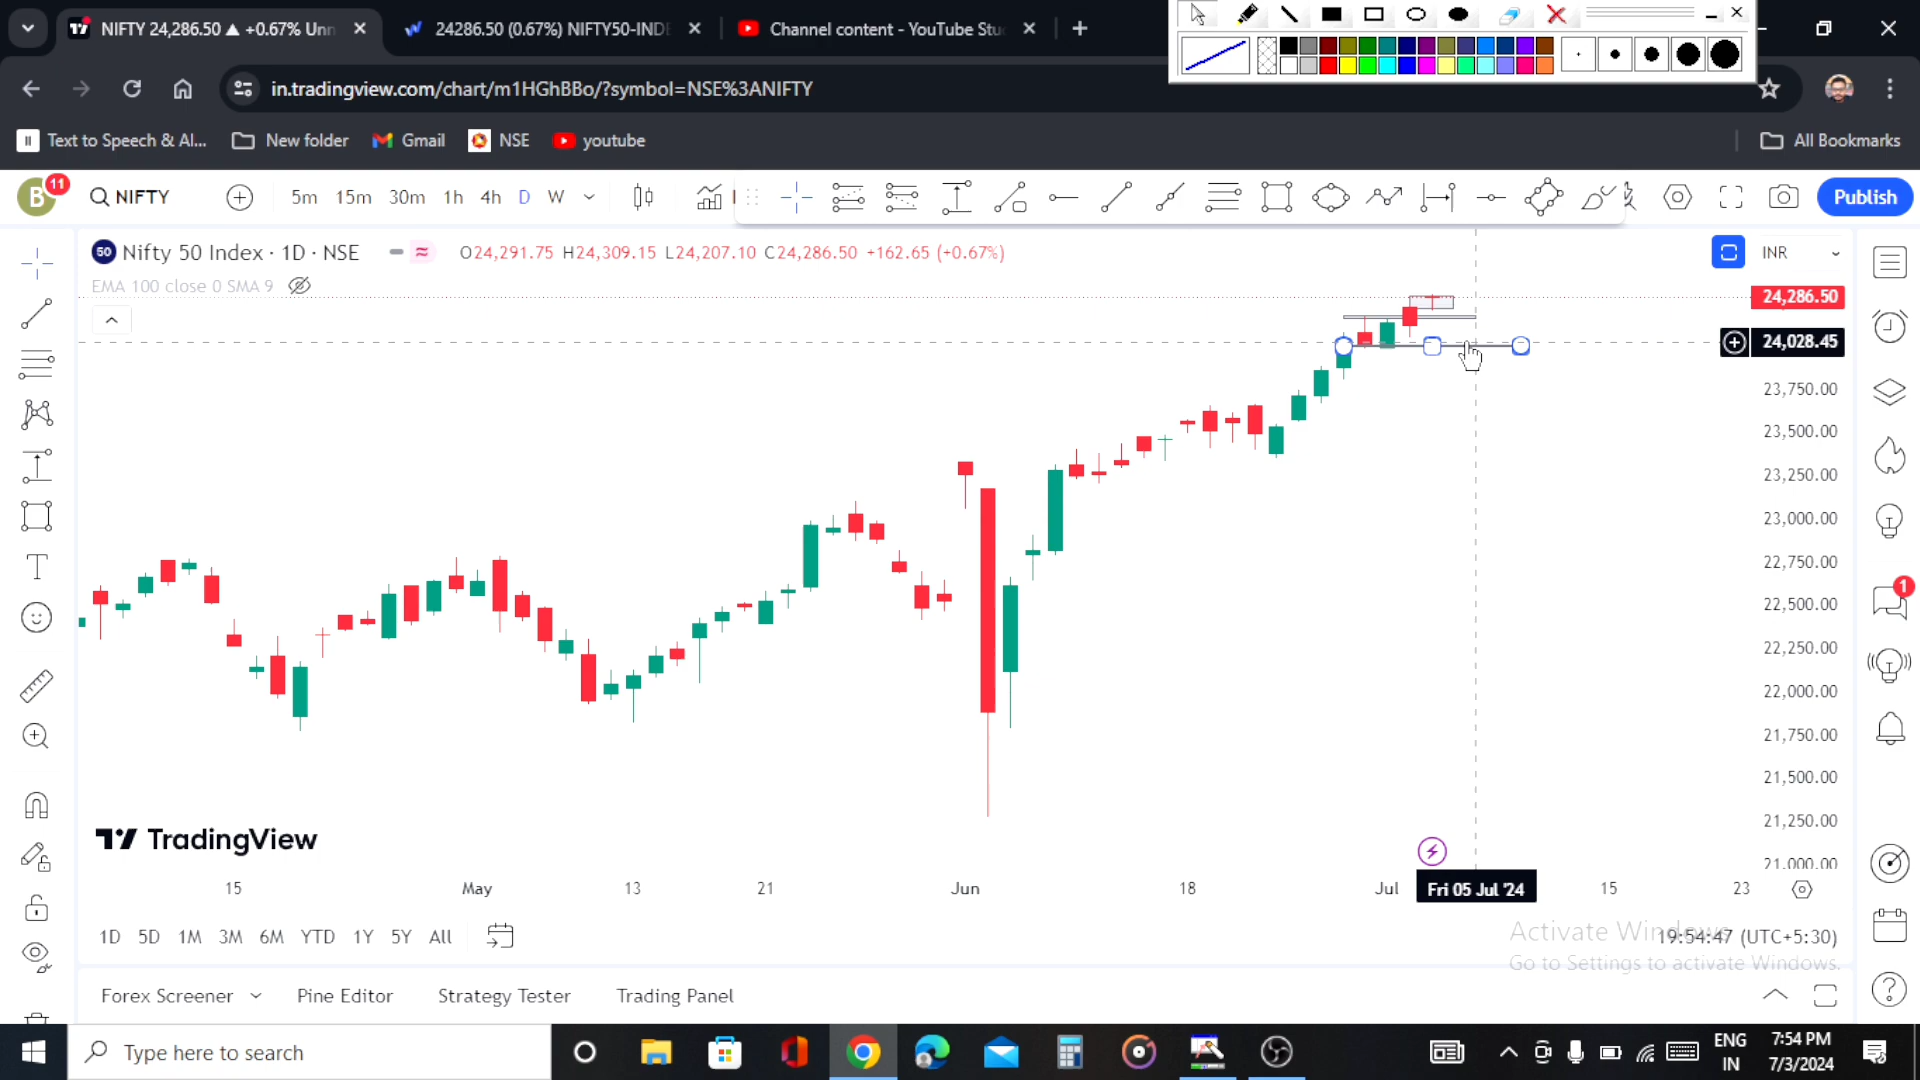 NIFTY 24,286.50 ▲ +0.67% Unn
24286.50 (0.67%) NIFTY50-INDE
Channel content - YouTube Stu
in.tradingview.com/chart/m1HGhBBo/?symbol=NSE%3ANIFTY
Text to Speech & Al...
New folder
Gmail
NSE
youtube
All Bookmarks
B
11
NIFTY
5m 15m 30m 1h 4h D W
Publish
50
Nifty 50 Index · 1D · NSE
O24,291.75 H24,309.15 L24,207.10 C24,286.50 +162.65 (+0.67%)
INR
EMA 100 close 0 SMA 9
24,286.50
24,028.45
23,750.00
23,500.00
23,250.00
23,000.00
22,750.00
22,500.00
22,250.00
22,000.00
21,750.00
21,500.00
21,250.00
21,000.00
1
TradingView
15 May 13 21 Jun 18 Jul Fri 05 Jul '24 15 23
1D 5D 1M 3M 6M YTD 1Y 5Y All
19:54:47 (UTC+5:30)
Activate Windows
Go to Settings to activate Windows.
Forex Screener
Pine Editor
Strategy Tester
Trading Panel
Type here to search
ENG
IN
7:54 PM
7/3/2024